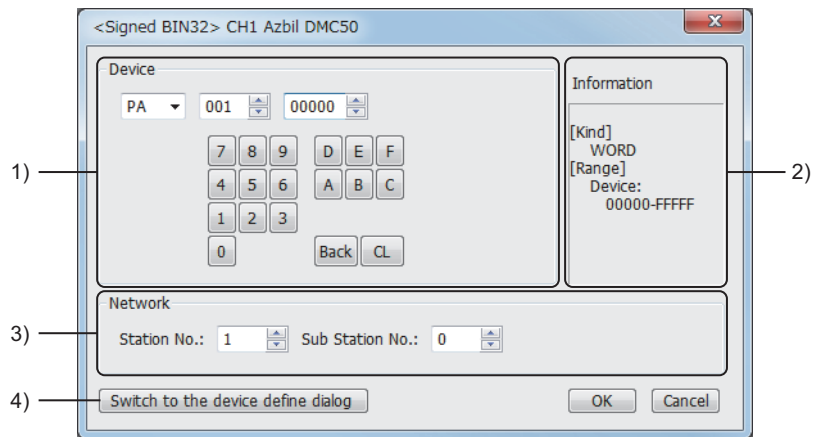 <Signed BIN32> CH1 Azbil DMC50
x
Device
PA 001 00000
7 8 9 D E F
4 5 6 A B C
1 2 3
0 Back CL
Information
[Kind]
WORD
[Range]
Device:
00000-FFFFF
Network
Station No.: 1 Sub Station No.: 0
Switch to the device define dialog OK Cancel
1)
2)
3)
4)